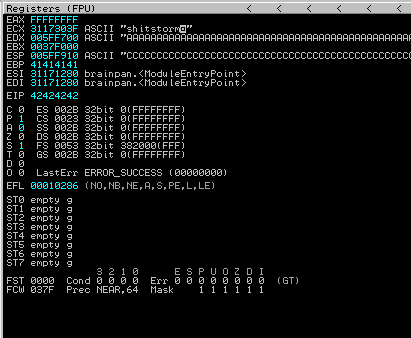 Registers (FPU) < < < < <
EAX FFFFFFFF
ECX 3117303F ASCII "shitstorm"
EDX 005FF700 ASCII "AAAAAAAAAAAAAAAAAAAAAAAAAAAAAAAAAAAAAA
EBX 0037F000
ESP 005FF910 ASCII "CCCCCCCCCCCCCCCCCCCCCCCCCCCCCCCCCCCCCC
EBP 41414141
ESI 31171280 brainpan.<ModuleEntryPoint>
EDI 31171280 brainpan.<ModuleEntryPoint>
EIP 42424242
C 0 ES 002B 32bit 0(FFFFFFFF)
P 1 CS 0023 32bit 0(FFFFFFFF)
A 0 SS 002B 32bit 0(FFFFFFFF)
Z 0 DS 002B 32bit 0(FFFFFFFF)
S 1 FS 0053 32bit 382000(FFF)
T 0 GS 002B 32bit 0(FFFFFFFF)
D 0
O 0 LastErr ERROR_SUCCESS (00000000)
EFL 00010286 (NO,NB,NE,A,S,PE,L,LE)
ST0 empty g
ST1 empty g
ST2 empty g
ST3 empty g
ST4 empty g
ST5 empty g
ST6 empty g
ST7 empty g
3 2 1 0 E S P U O Z D I
FST 0000 Cond 0 0 0 0 Err 0 0 0 0 0 0 0 0 (GT)
FCW 037F Prec NEAR,64 Mask 1 1 1 1 1 1